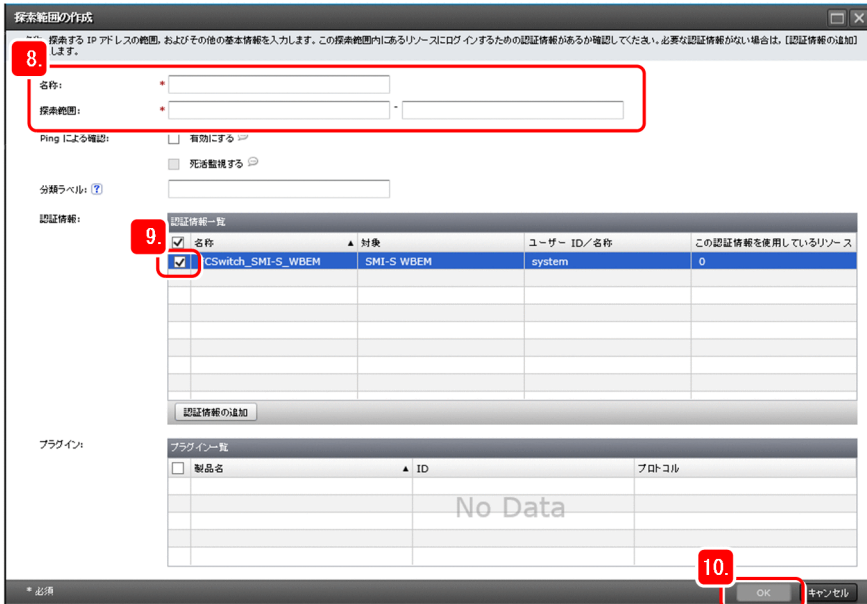 探索範囲の作成
探索する IP アドレスの範囲, およびその他の基本情報を入力します。この探索範囲内にあるリソースにログインするための認証情報があるか確認してください。必要な認証情報がない場合は, [認証情報の追加]
します。
8.
名称: *
探索範囲: * -
Ping による確認: 有効にする
死活監視する
分類ラベル: ?
認証情報: 認証情報一覧
9.
名称 ▲ 対象 ユーザー ID/名称 この認証情報を使用しているリソース
CSwitch_SMI-S_WBEM SMI-S WBEM system 0
認証情報の追加
プラグイン: プラグイン一覧
製品名 ▲ ID プロトコル
No Data
10.
* 必須 OK キャンセル